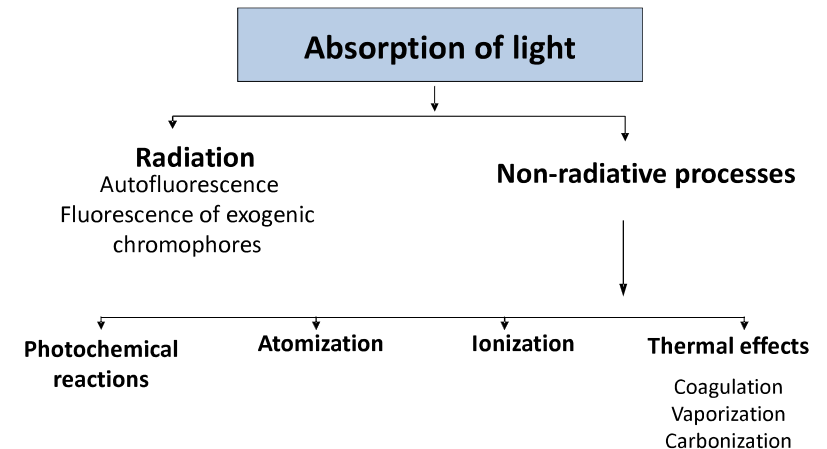 Absorption of light
Radiation
Autofluorescence
Fluorescence of exogenic
chromophores
Non-radiative processes
Photochemical
reactions
Atomization
Ionization
Thermal effects
Coagulation
Vaporization
Carbonization